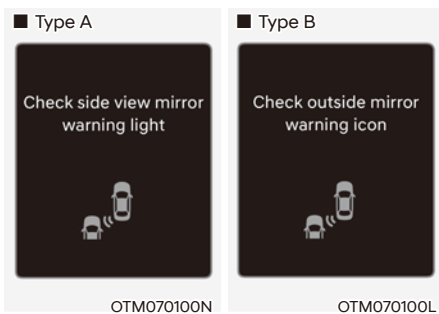 ■ Type A
Check side view mirror
warning light
OTM070100N
■ Type B
Check outside mirror
warning icon
OTM070100L